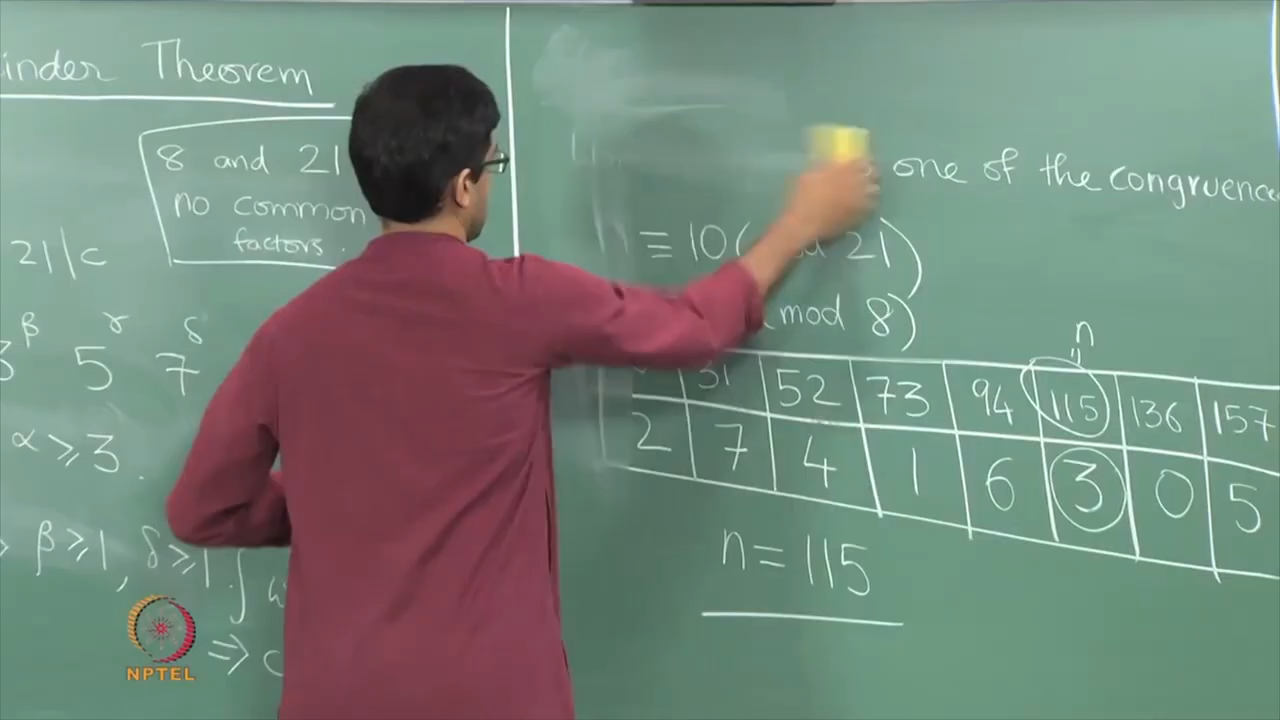 inder Theorem
8 and 21
no common
factors.
21|c
β γ δ
3 5 7
α ⩾ 3.
β ⩾ 1, δ ⩾ 1
⇒ c
one of the congruence
≡ 10 ( 21)
(mod 8)
n
31 52 73 94 115 136 157
2 7 4 1 6 3 0 5
n = 115
NPTEL